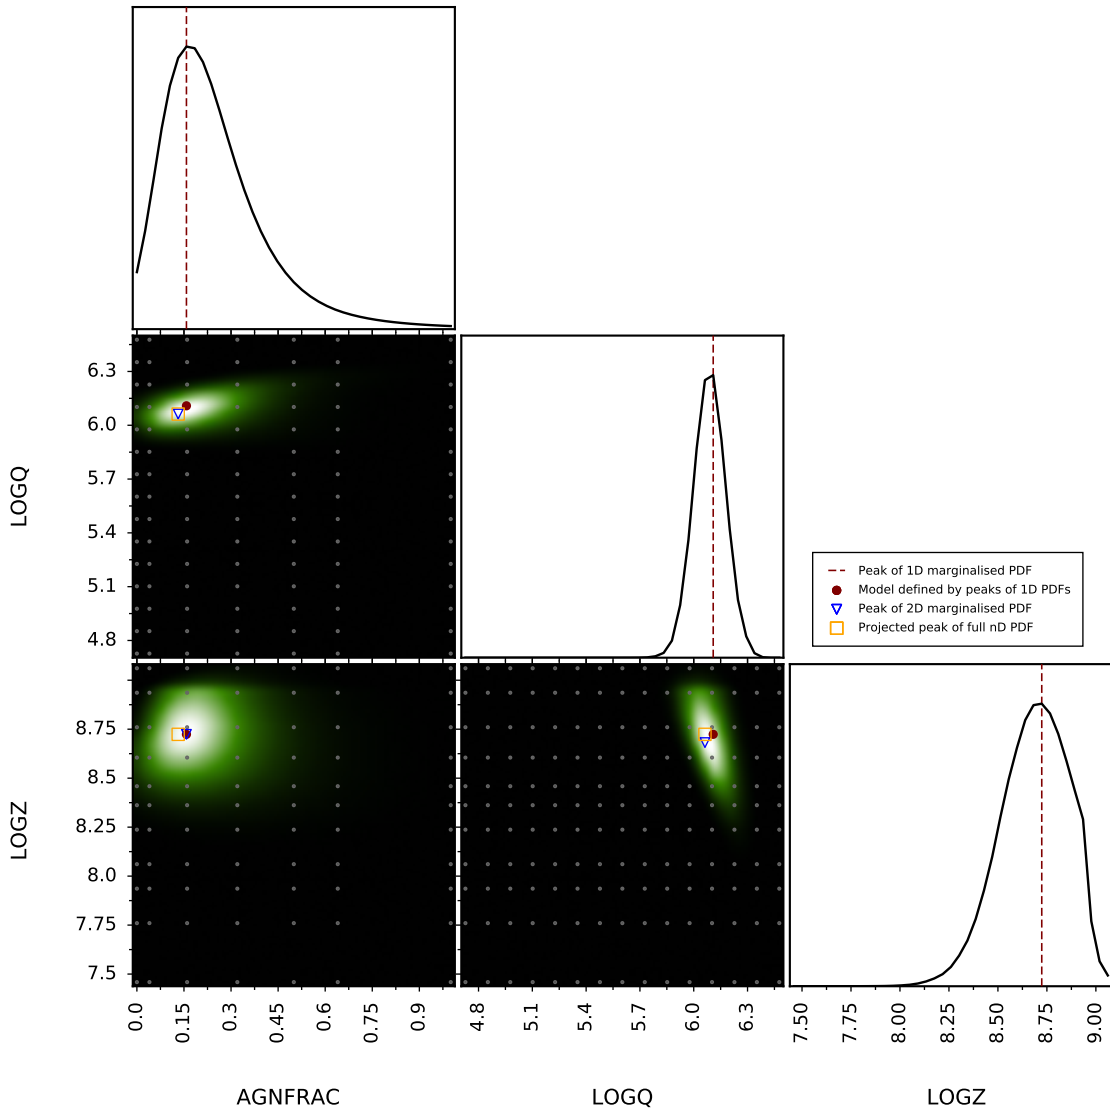 6.3
6.0
5.7
5.4
5.1
4.8
LOGQ
Peak of 1D marginalised PDF
Model defined by peaks of 1D PDFs
Peak of 2D marginalised PDF
Projected peak of full nD PDF
8.75
8.5
8.25
8.0
7.75
7.5
LOGZ
0.0 0.15 0.3 0.45 0.6 0.75 0.9
4.8 5.1 5.4 5.7 6.0 6.3
7.50 7.75 8.00 8.25 8.50 8.75 9.00
AGNFRAC LOGQ LOGZ